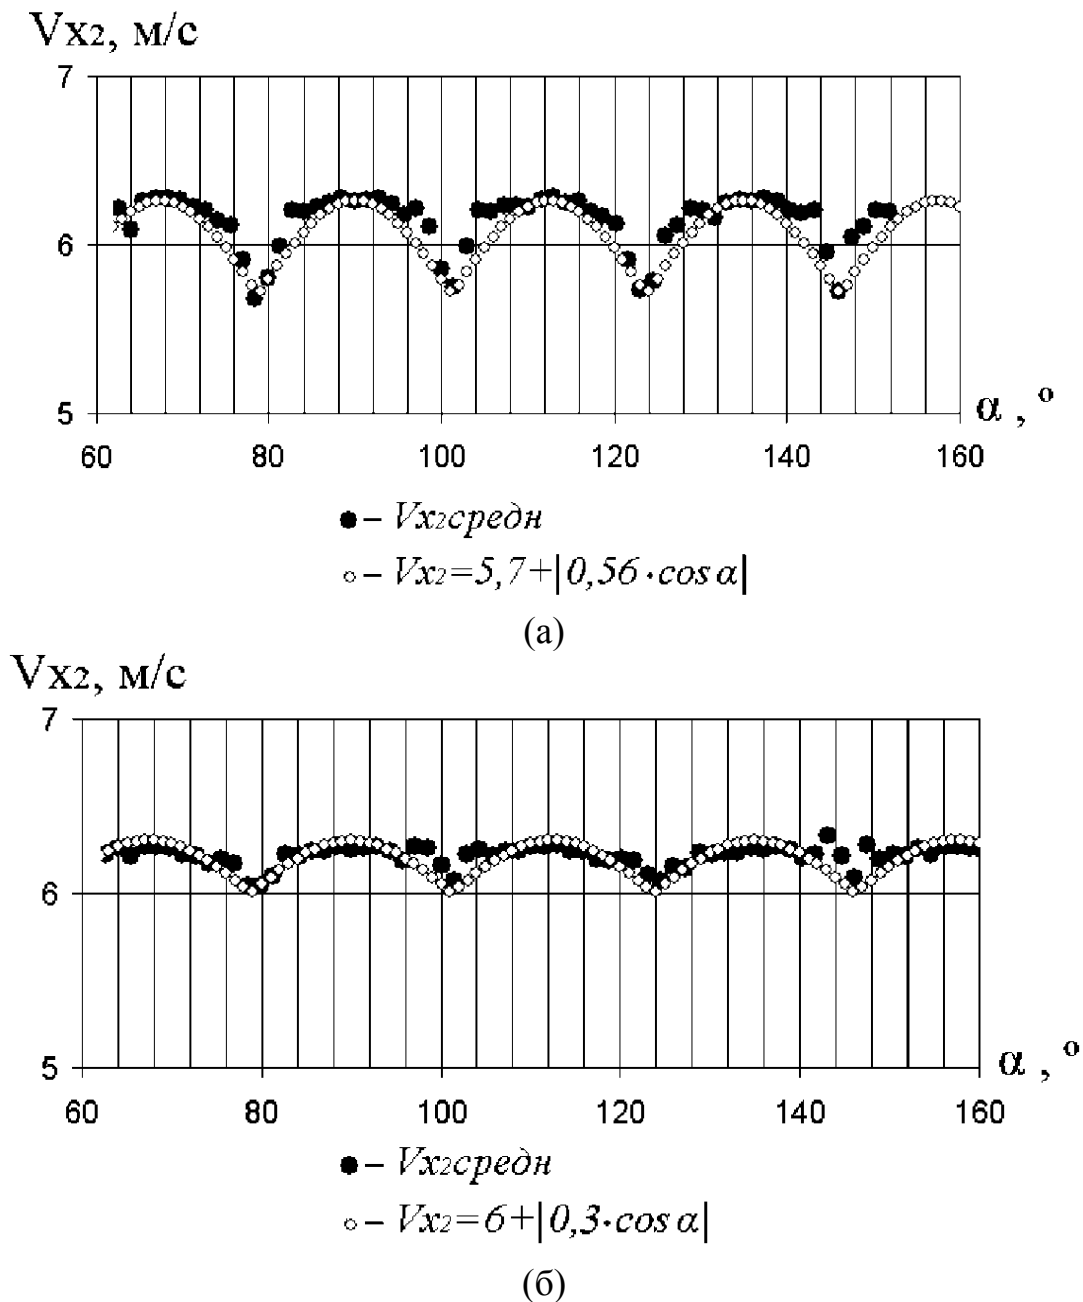 Vx2, м/с
7
6
5
60 80 100 120 140 160
α , °
● – Vx2средн
○ – Vx2=5,7+|0,56·cos α|
(а)
Vx2, м/с
7
6
5
α , °
60 80 100 120 140 160
● – Vx2средн
○ – Vx2=6+|0,3·cos α|
(б)